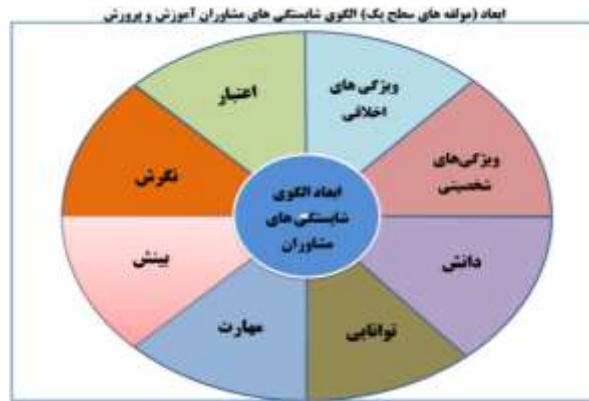 ابعاد (مولفه های سطح یک) الگوی شایستگی های مشاوران آموزش و پرورش
ویژگی های
اخلاقی
ویژگی‌های
شخصیتی
دانش
توانایی
مهارت
بینش
نگرش
اعتبار
ابعاد الگوی
شایستگی های
مشاوران